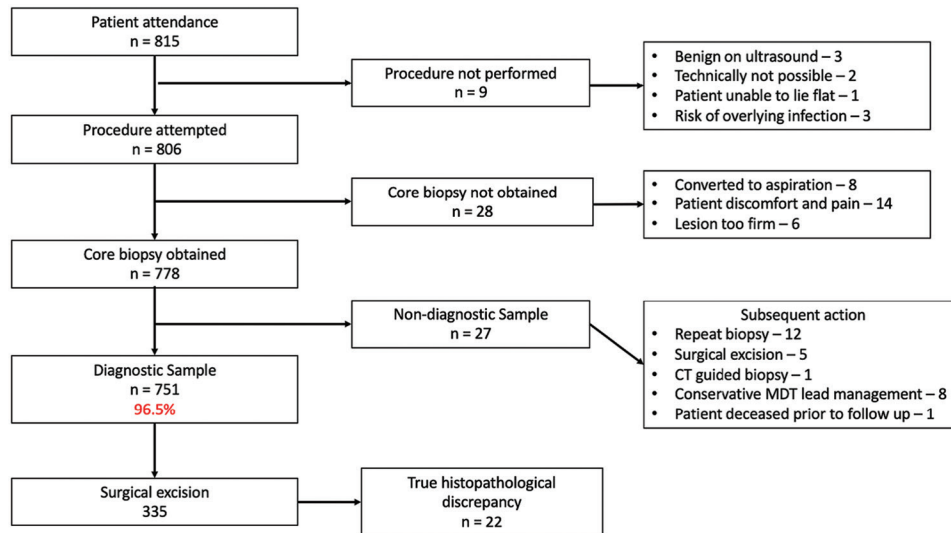 Patient attendance
n = 815
Procedure not performed
n = 9
• Benign on ultrasound – 3
• Technically not possible – 2
• Patient unable to lie flat – 1
• Risk of overlying infection – 3
Procedure attempted
n = 806
Core biopsy not obtained
n = 28
• Converted to aspiration – 8
• Patient discomfort and pain – 14
• Lesion too firm – 6
Core biopsy obtained
n = 778
Non-diagnostic Sample
n = 27
Subsequent action
• Repeat biopsy – 12
• Surgical excision – 5
• CT guided biopsy – 1
• Conservative MDT lead management – 8
• Patient deceased prior to follow up – 1
Diagnostic Sample
n = 751
96.5%
Surgical excision
335
True histopathological
discrepancy
n = 22